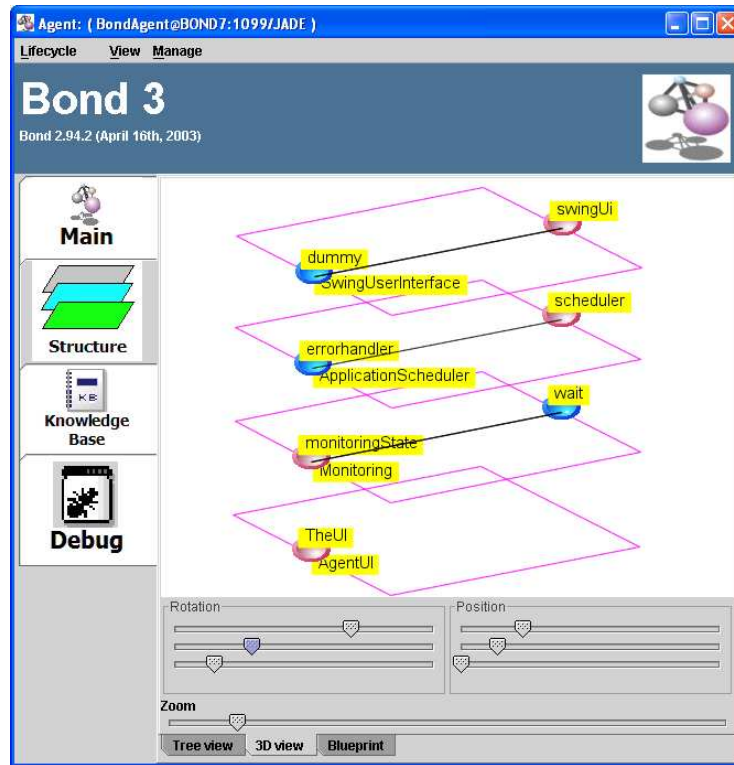 Agent: ( BondAgent@BOND7:1099/JADE )
Lifecycle View Manage
Bond 3
Bond 2.94.2 (April 16th, 2003)
Main
Structure
KB
Knowledge
Base
Debug
swingUi
dummy
SwingUserInterface
scheduler
errorhandler
ApplicationScheduler
wait
monitoringState
Monitoring
TheUI
AgentUI
Rotation
Position
Zoom
Tree view 3D view Blueprint